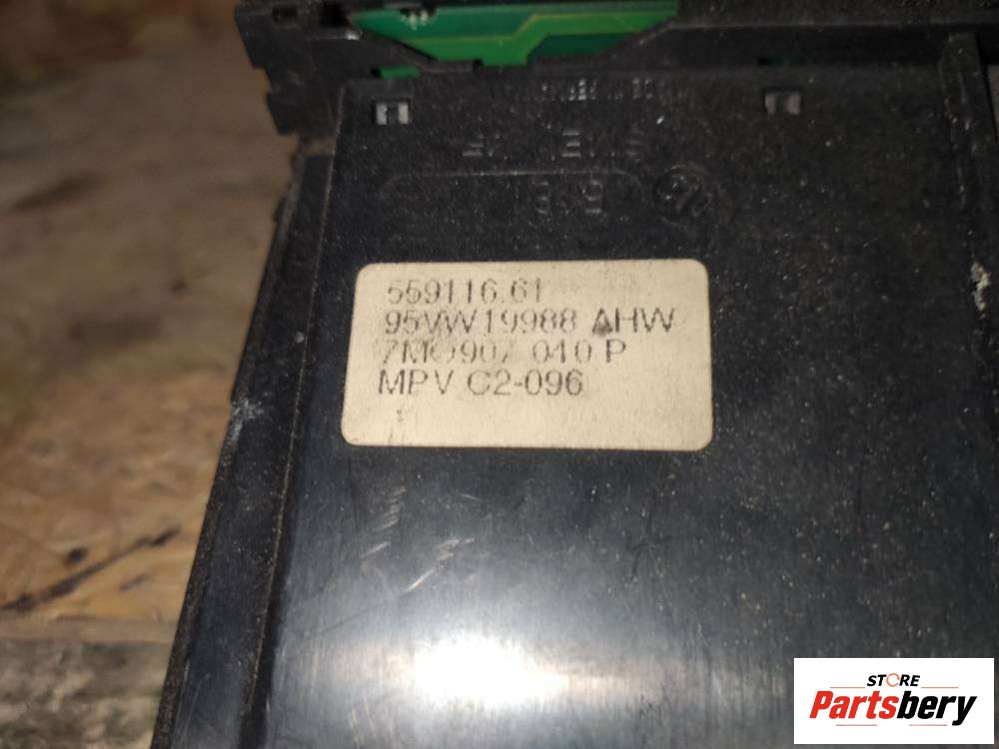 559116.61
95VW19988 AHW
7M0907 040 P
MPV C2-096
STORE
Partsbery